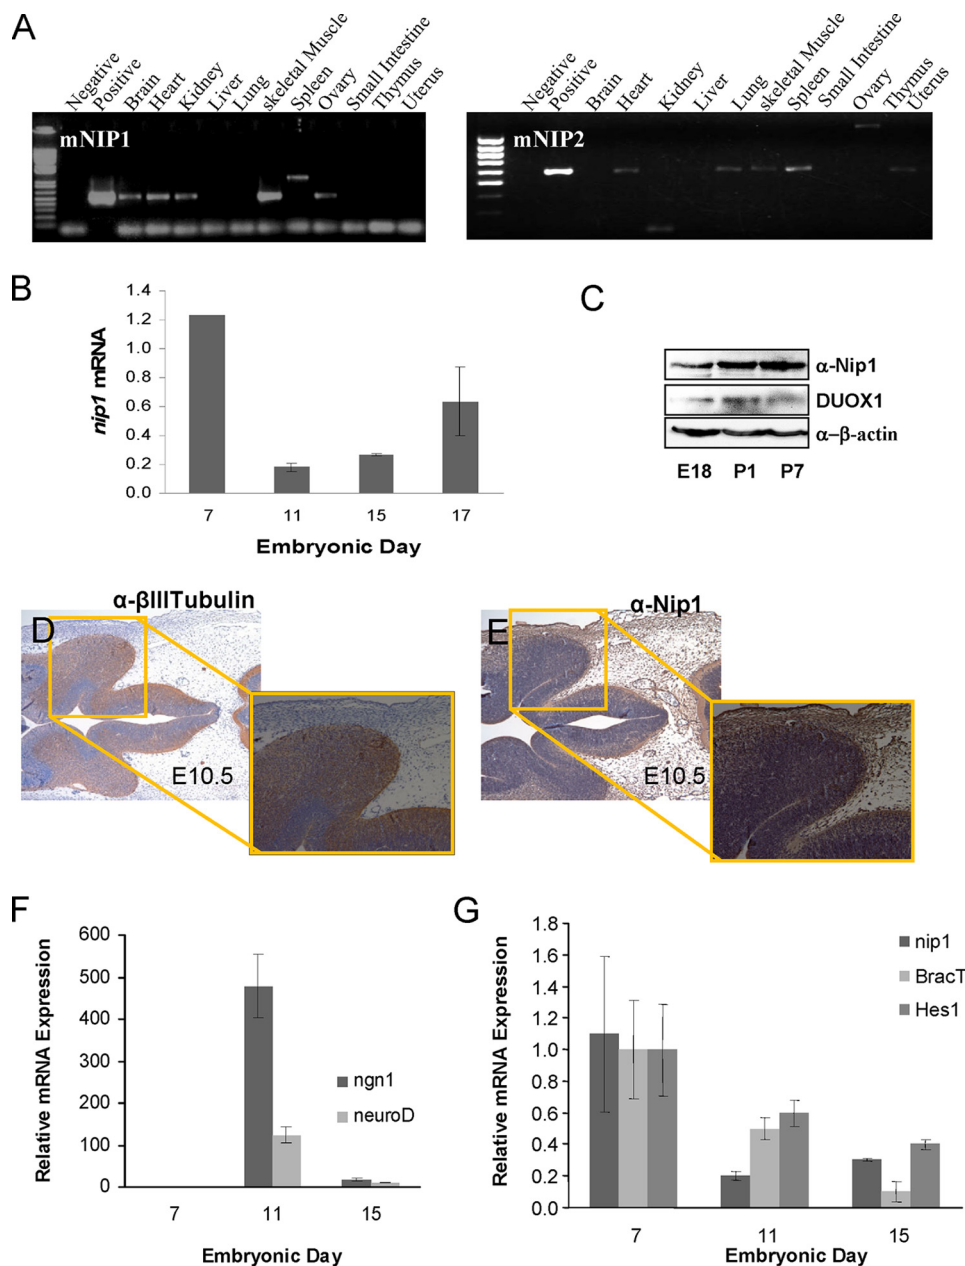 A
Negative
Positive
Brain
Heart
Kidney
Liver
Lung
skeletal Muscle
Spleen
Ovary
Small Intestine
Thymus
Uterus
mNIP1
Negative
Positive
Brain
Heart
Kidney
Liver
Lung
skeletal Muscle
Spleen
Small Intestine
Ovary
Thymus
Uterus
mNIP2
B
nip1 mRNA
1.4
1.2
1.0
0.8
0.6
0.4
0.2
0.0
7 11 15 17
Embryonic Day
C
α-Nip1
DUOX1
α–β-actin
E18 P1 P7
D
α-βIIITubulin
E10.5
E
α-Nip1
E10.5
F
Relative mRNA Expression
600
500
400
300
200
100
0
ngn1
neuroD
7 11 15
Embryonic Day
G
Relative mRNA Expression
1.8
1.6
1.4
1.2
1.0
0.8
0.6
0.4
0.2
0.0
nip1
BracT
Hes1
7 11 15
Embryonic Day